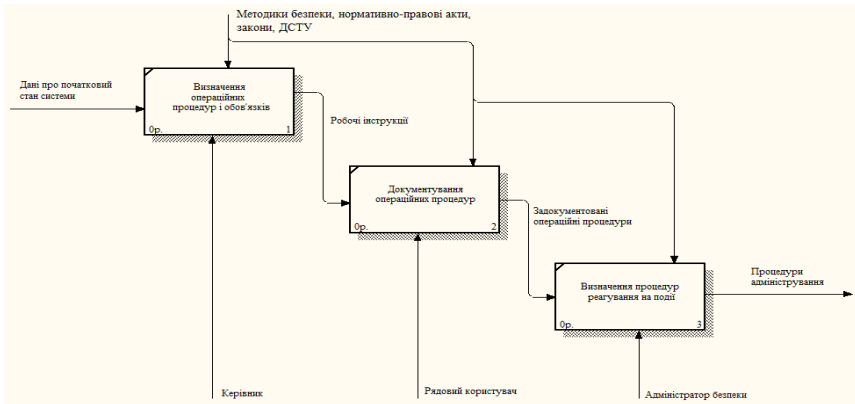 Методики безпеки, нормативно-правові акти,
закони, ДСТУ
Дані про початковий
стан системи
Визначення
операційних
процедур і обов'язків
0р.
1
Робочі інструкції
Документування
операційних процедур
0р.
2
Задокументовані
операційні процедури
Визначення процедур
реагування на події
0р.
3
Процедури
адміністрування
Керівник
Рядовий користувач
Адміністратор безпеки